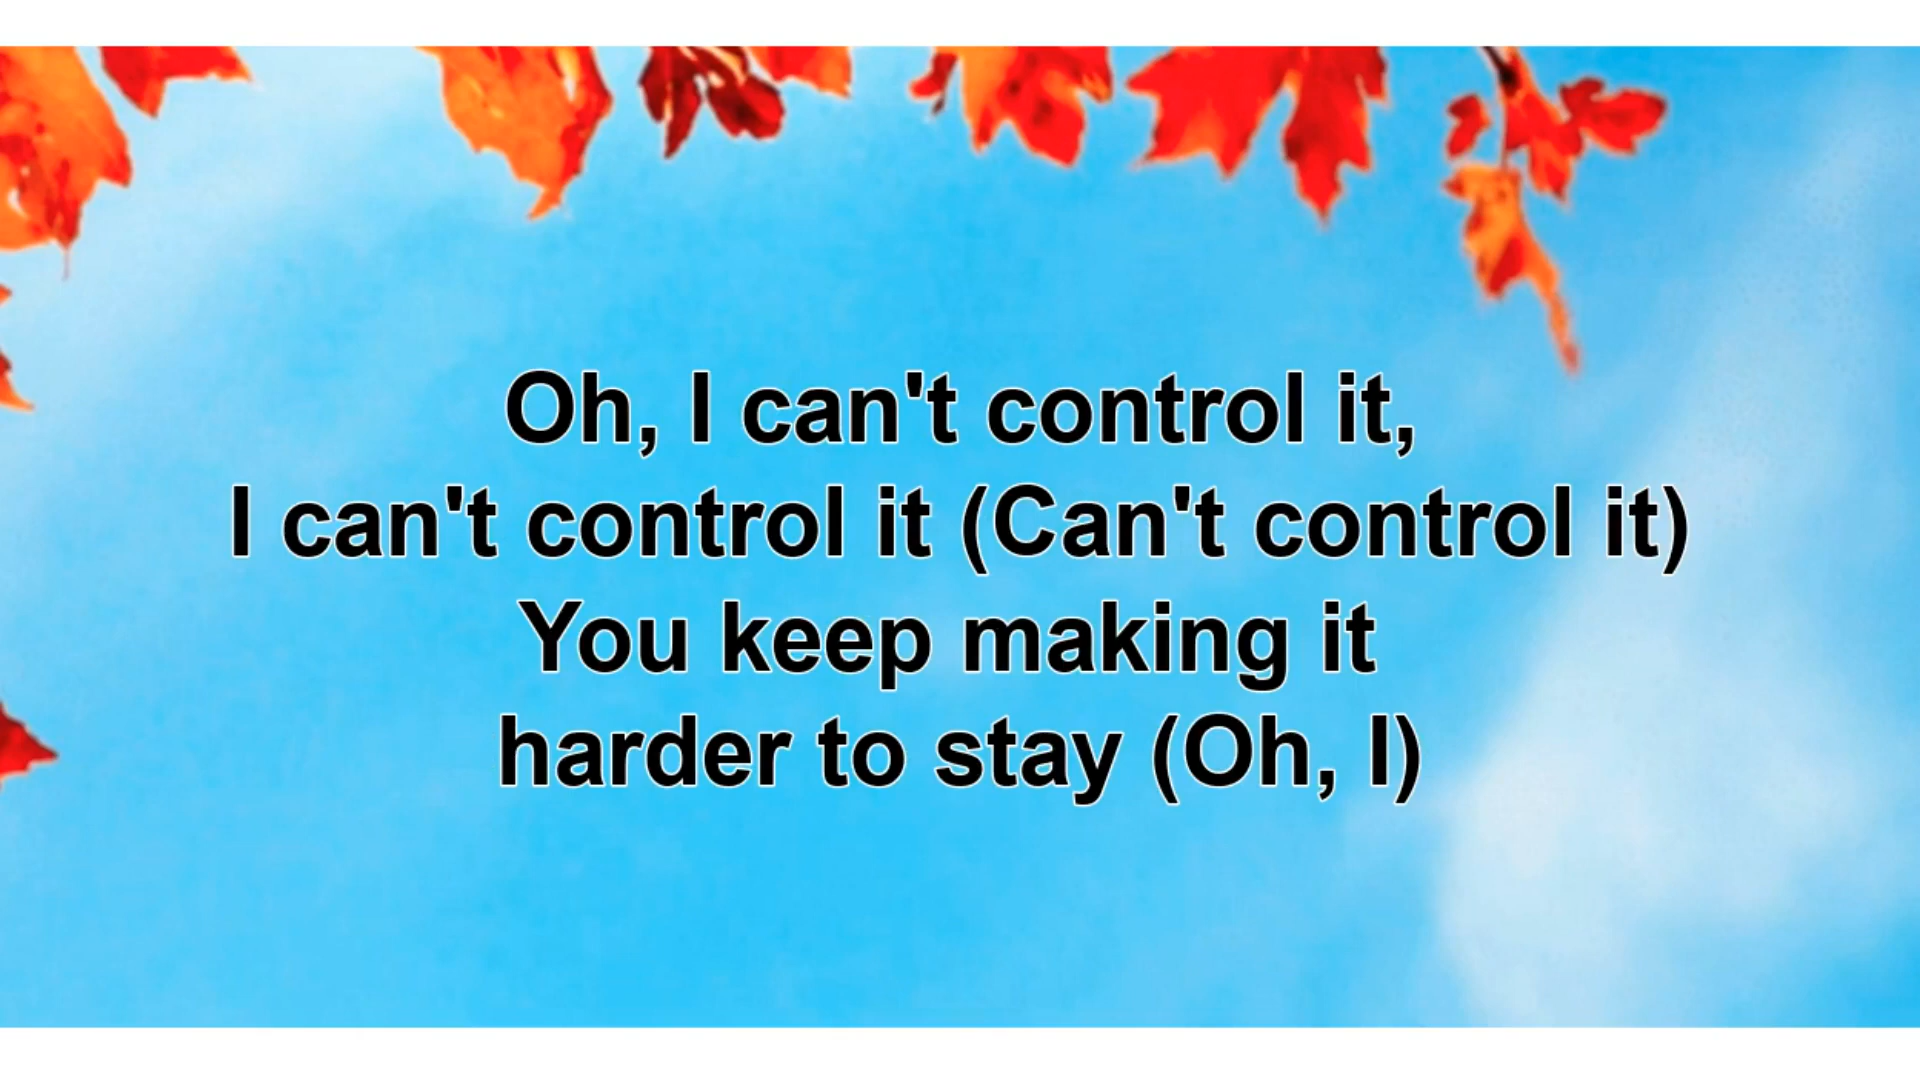 Oh, I can't control it,
I can't control it (Can't control it)
You keep making it
harder to stay (Oh, I)